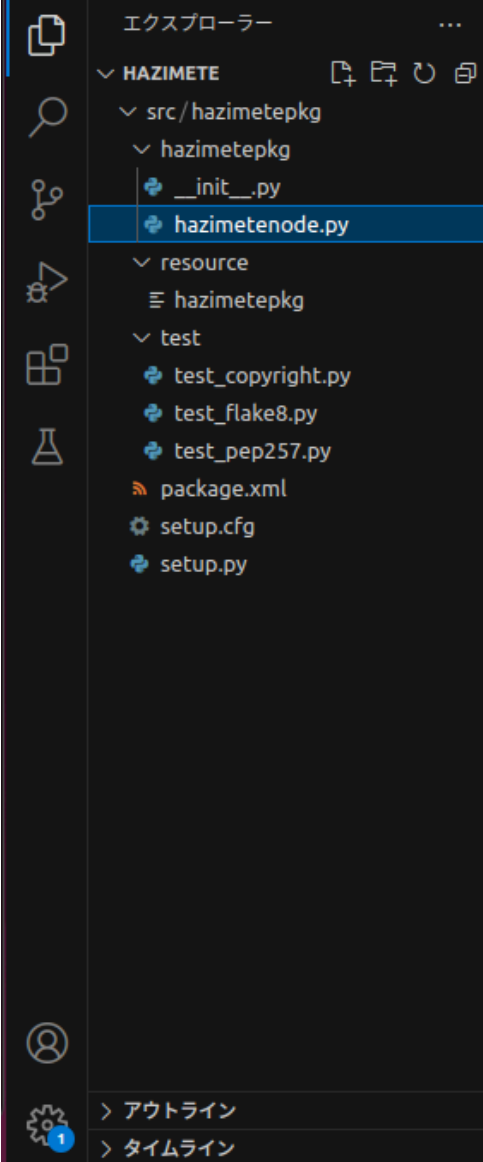 エクスプローラー
HAZIMETE
src/hazimetepkg
hazimetepkg
__init__.py
hazimetenode.py
resource
hazimetepkg
test
test_copyright.py
test_flake8.py
test_pep257.py
package.xml
setup.cfg
setup.py
1
アウトライン
タイムライン